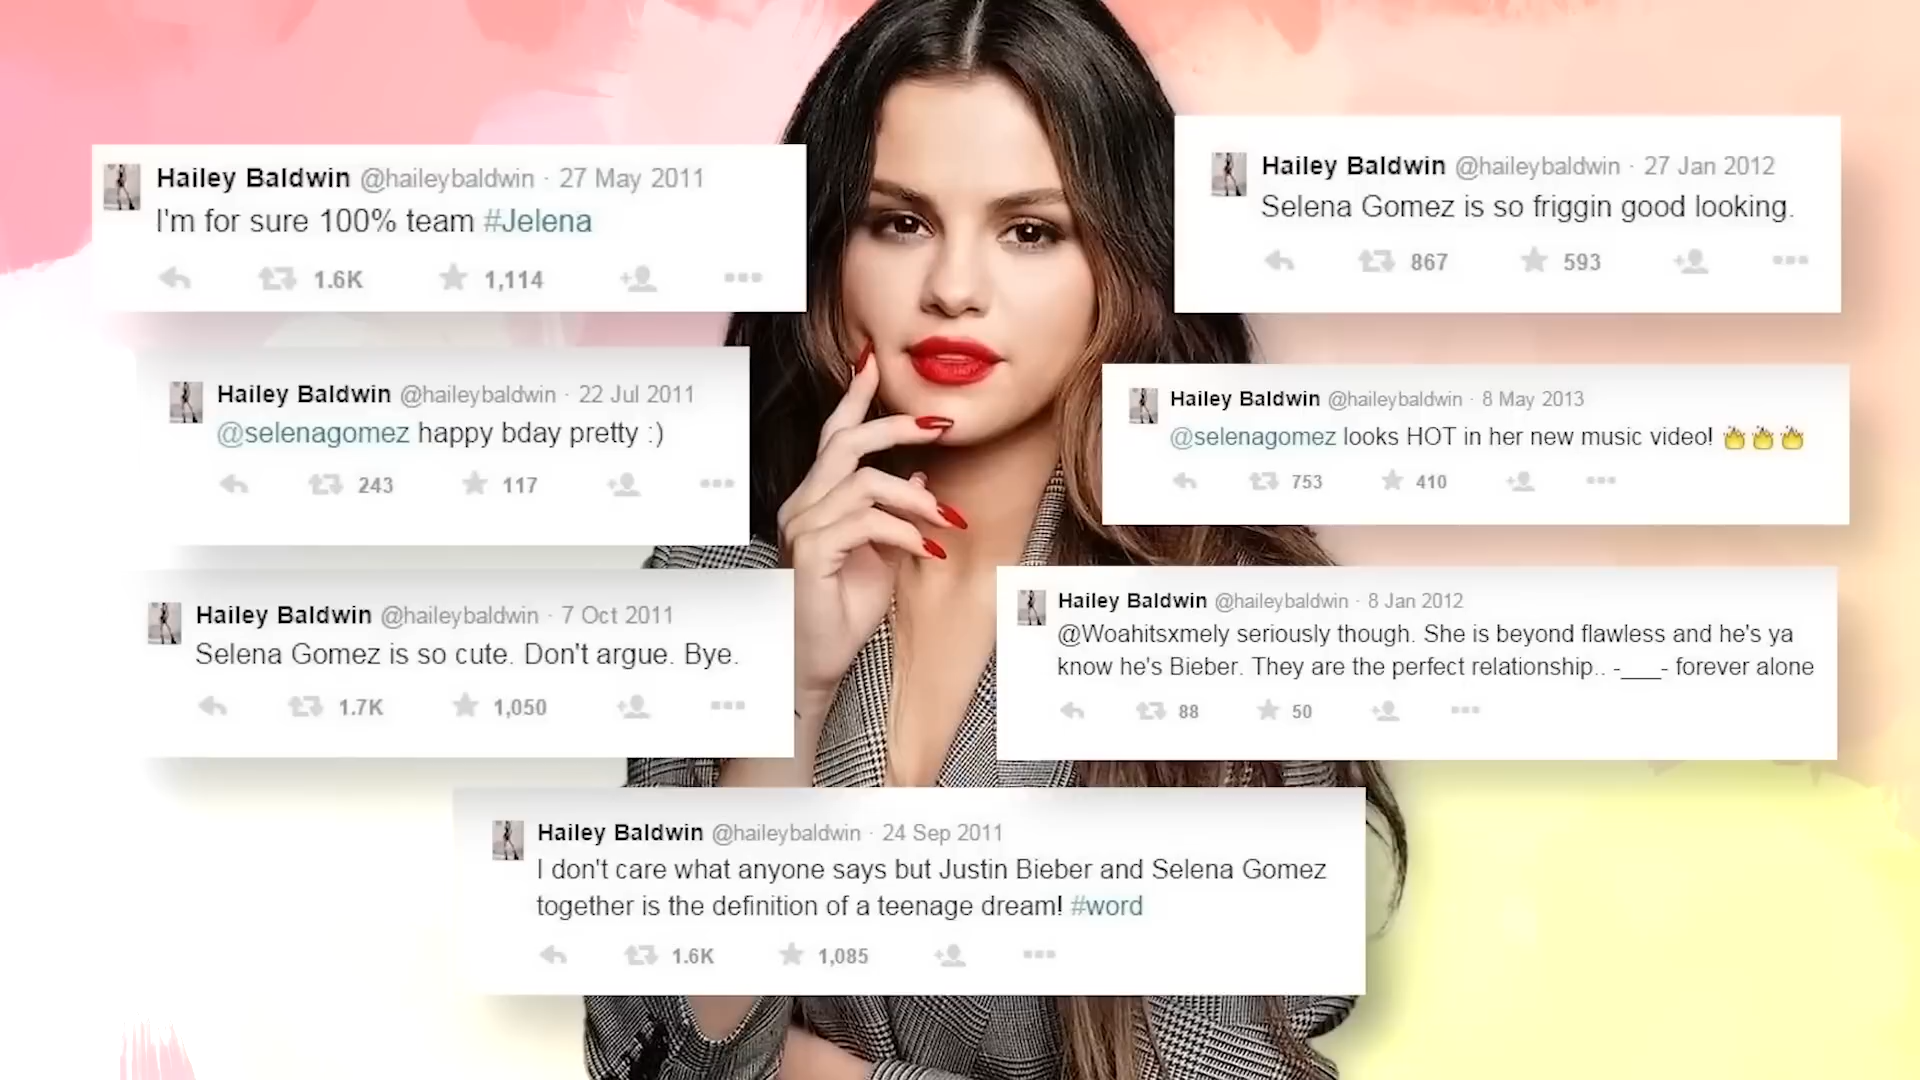 Hailey Baldwin @haileybaldwin · 27 May 2011
I'm for sure 100% team #Jelena
1.6K 1,114
Hailey Baldwin @haileybaldwin · 22 Jul 2011
@selenagomez happy bday pretty :)
243 117
Hailey Baldwin @haileybaldwin · 7 Oct 2011
Selena Gomez is so cute. Don't argue. Bye.
1.7K 1,050
Hailey Baldwin @haileybaldwin · 27 Jan 2012
Selena Gomez is so friggin good looking.
867 593
Hailey Baldwin @haileybaldwin · 8 May 2013
@selenagomez looks HOT in her new music video! 🔥🔥🔥
753 410
Hailey Baldwin @haileybaldwin · 8 Jan 2012
@Woahitsxmely seriously though. She is beyond flawless and he's ya
know he's Bieber. They are the perfect relationship.. -___- forever alone
88 50
Hailey Baldwin @haileybaldwin · 24 Sep 2011
I don't care what anyone says but Justin Bieber and Selena Gomez
together is the definition of a teenage dream! #word
1.6K 1,085